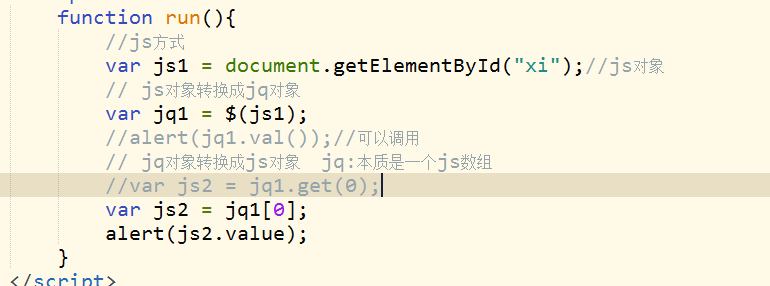 function run(){
//js方式
var js1 = document.getElementById("xi");//js对象
// js对象转换成jq对象
var jq1 = $(js1);
//alert(jq1.val());//可以调用
// jq对象转换成js对象  jq:本质是一个js数组
//var js2 = jq1.get(0);
var js2 = jq1[0];
alert(js2.value);
}
</script>